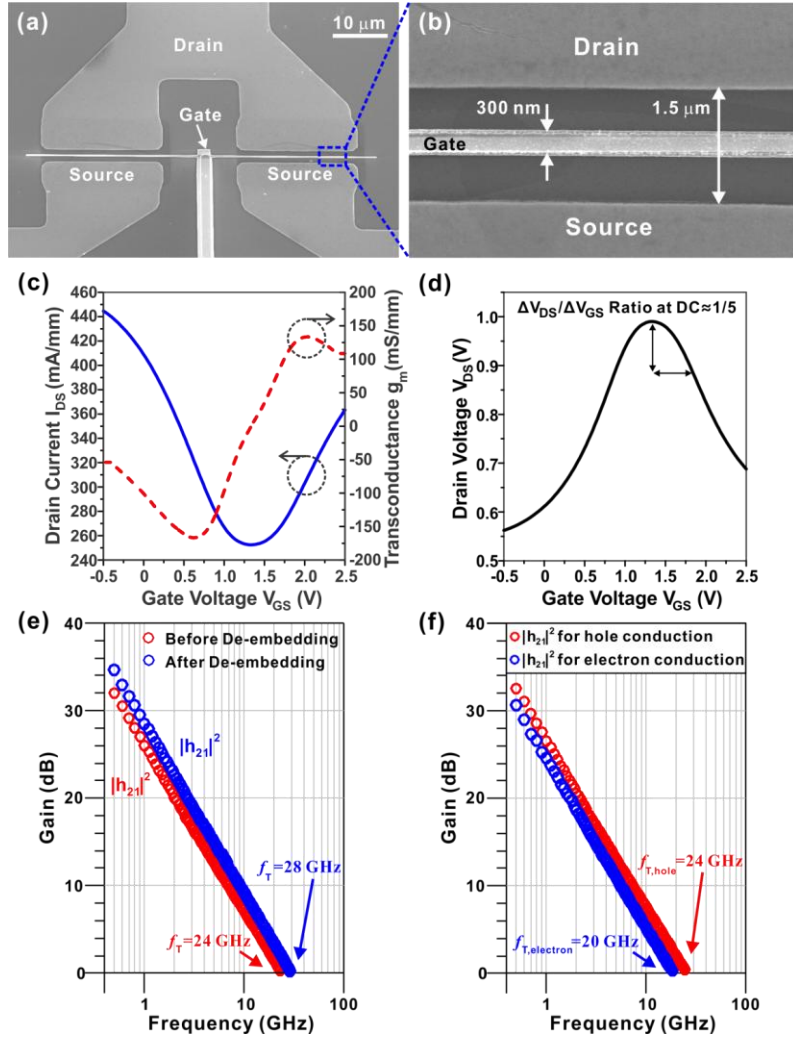 (a)
Drain
10 μm
Gate
Source
Source
(b)
Drain
300 nm
1.5 μm
Gate
Source
(c)
460
440
420
400
380
360
340
320
300
280
260
240
Drain Current I_DS (mA/mm)
200
150
100
50
0
-50
-100
-150
-200
Transconductance g_m (mS/mm)
-0.5 0 0.5 1.0 1.5 2.0 2.5
Gate Voltage V_GS (V)
(d)
ΔV_DS/ΔV_GS Ratio at DC≈1/5
1.0
0.9
0.8
0.7
0.6
0.5
Drain Voltage V_DS(V)
-0.5 0 0.5 1.0 1.5 2.0 2.5
Gate Voltage V_GS (V)
(e)
40
30
20
10
0
Gain (dB)
Before De-embedding
After De-embedding
|h_21|^2
|h_21|^2
f_T=28 GHz
f_T=24 GHz
1 10 100
Frequency (GHz)
(f)
40
30
20
10
0
Gain (dB)
|h_21|^2 for hole conduction
|h_21|^2 for electron conduction
f_T,hole=24 GHz
f_T,electron=20 GHz
1 10 100
Frequency (GHz)